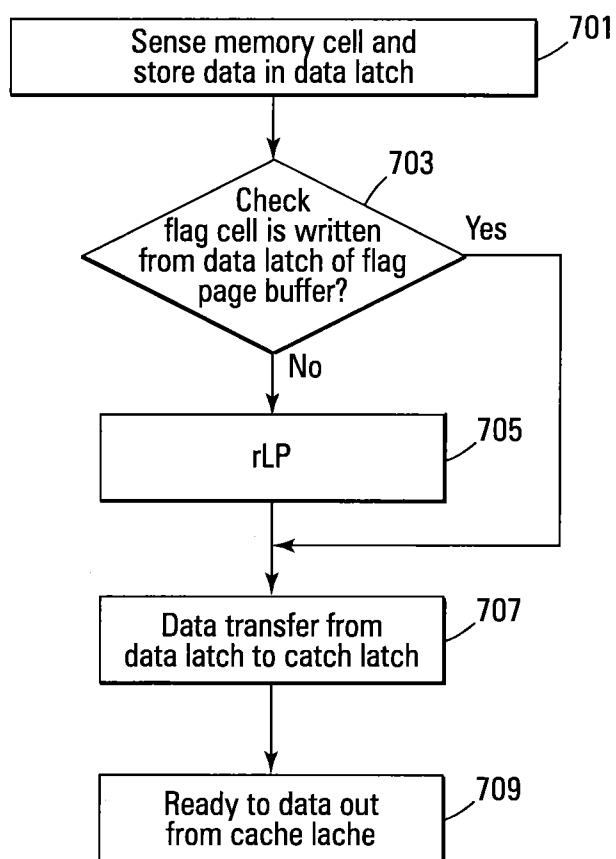 Sense memory cell and
store data in data latch
701
703
Check
flag cell is written
from data latch of flag
page buffer?
Yes
No
rLP
705
Data transfer from
data latch to catch latch
707
Ready to data out
from cache lache
709